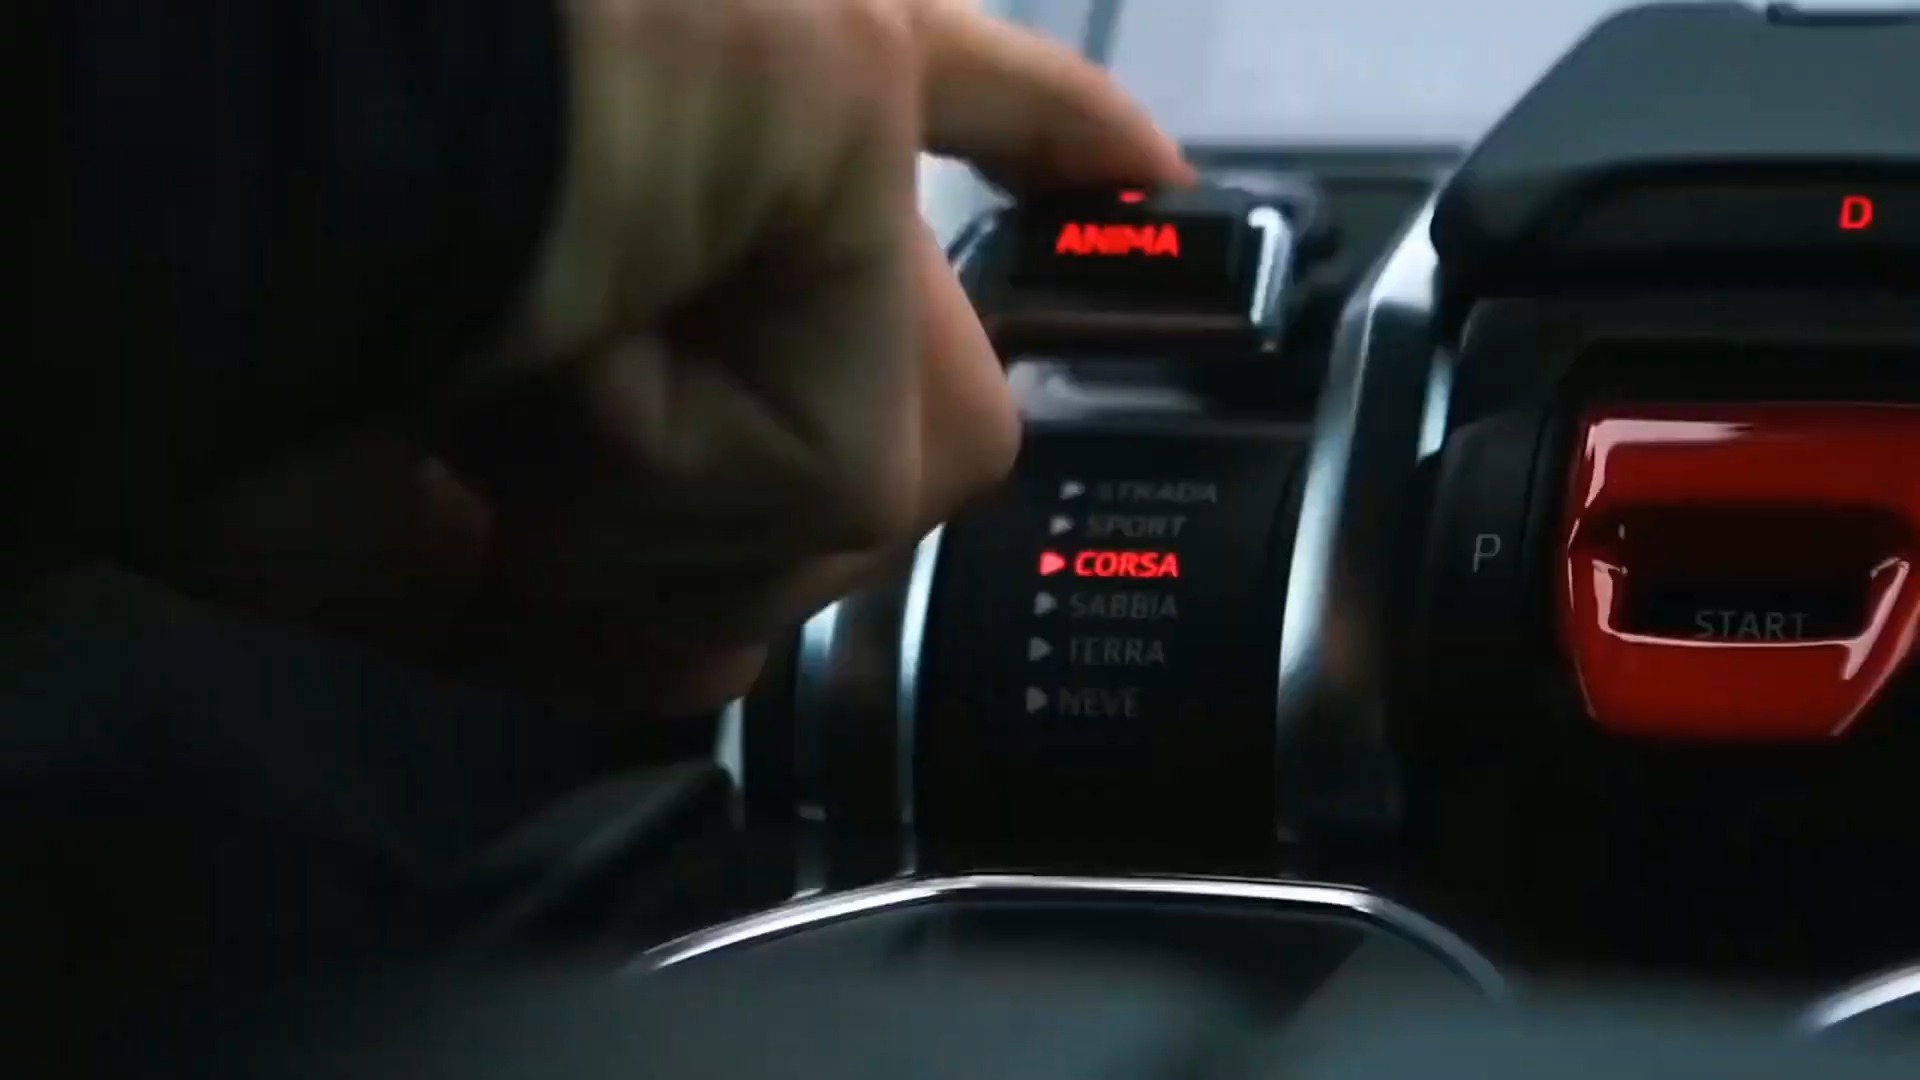 ANIMA
D
STRADA
SPORT
CORSA
SABBIA
TERRA
NEVE
P
START